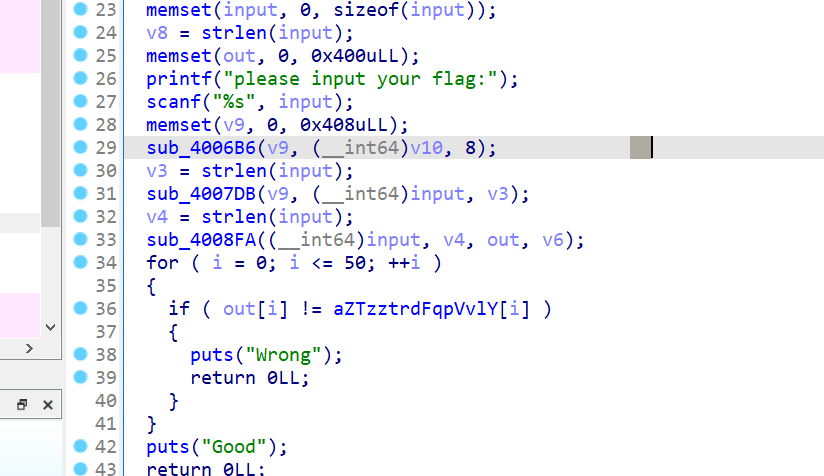 23 memset(input, 0, sizeof(input));
24 v8 = strlen(input);
25 memset(out, 0, 0x400uLL);
26 printf("please input your flag:");
27 scanf("%s", input);
28 memset(v9, 0, 0x408uLL);
29 sub_4006B6(v9, (__int64)v10, 8);
30 v3 = strlen(input);
31 sub_4007DB(v9, (__int64)input, v3);
32 v4 = strlen(input);
33 sub_4008FA((__int64)input, v4, out, v6);
34 for ( i = 0; i <= 50; ++i )
35 {
36 if ( out[i] != aZTzztrdFqpVvlY[i] )
37 {
38 puts("Wrong");
39 return 0LL;
40 }
41 }
42 puts("Good");
43 return 0LL;